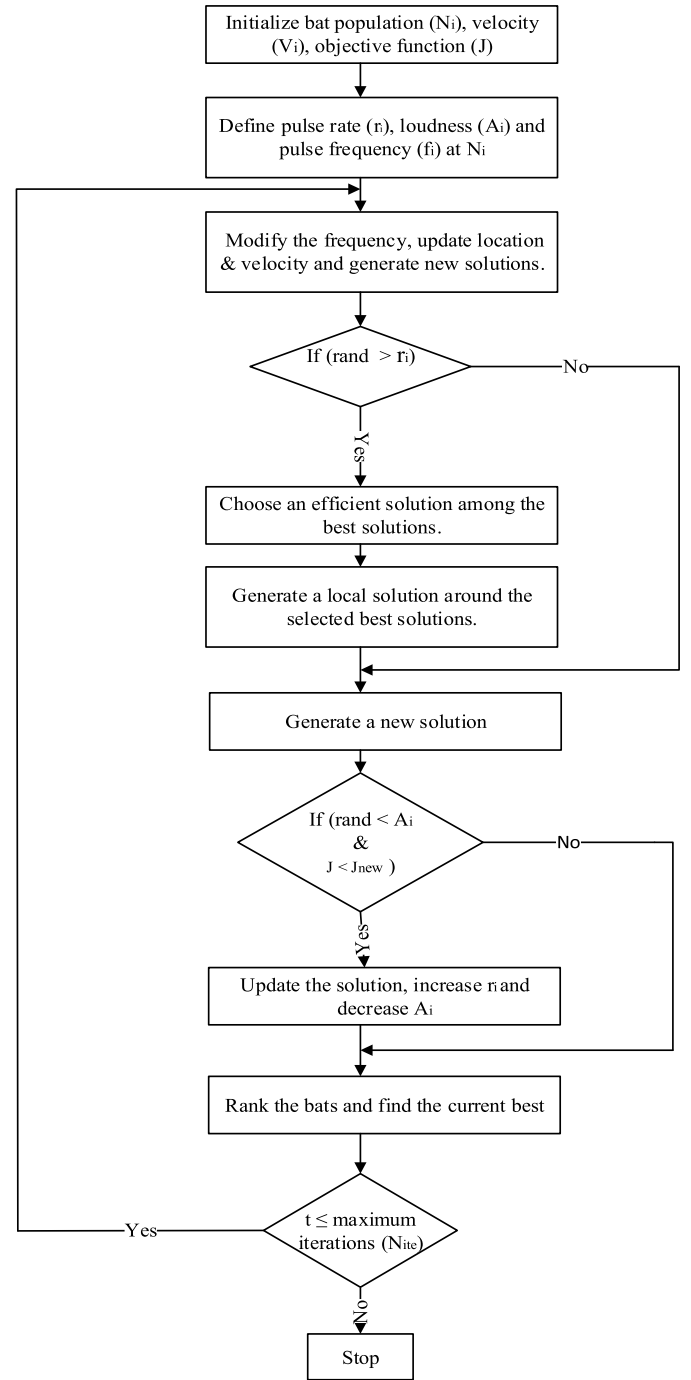 Initialize bat population (Ni), velocity
(Vi), objective function (J)
Define pulse rate (ri), loudness (Ai) and
pulse frequency (fi) at Ni
Modify the frequency, update location
& velocity and generate new solutions.
If (rand > ri)
No
Yes
Choose an efficient solution among the
best solutions.
Generate a local solution around the
selected best solutions.
Generate a new solution
If (rand < Ai
&
J < Jnew )
No
Yes
Update the solution, increase ri and
decrease Ai
Rank the bats and find the current best
t ≤ maximum
iterations (Nite)
Yes
No
Stop